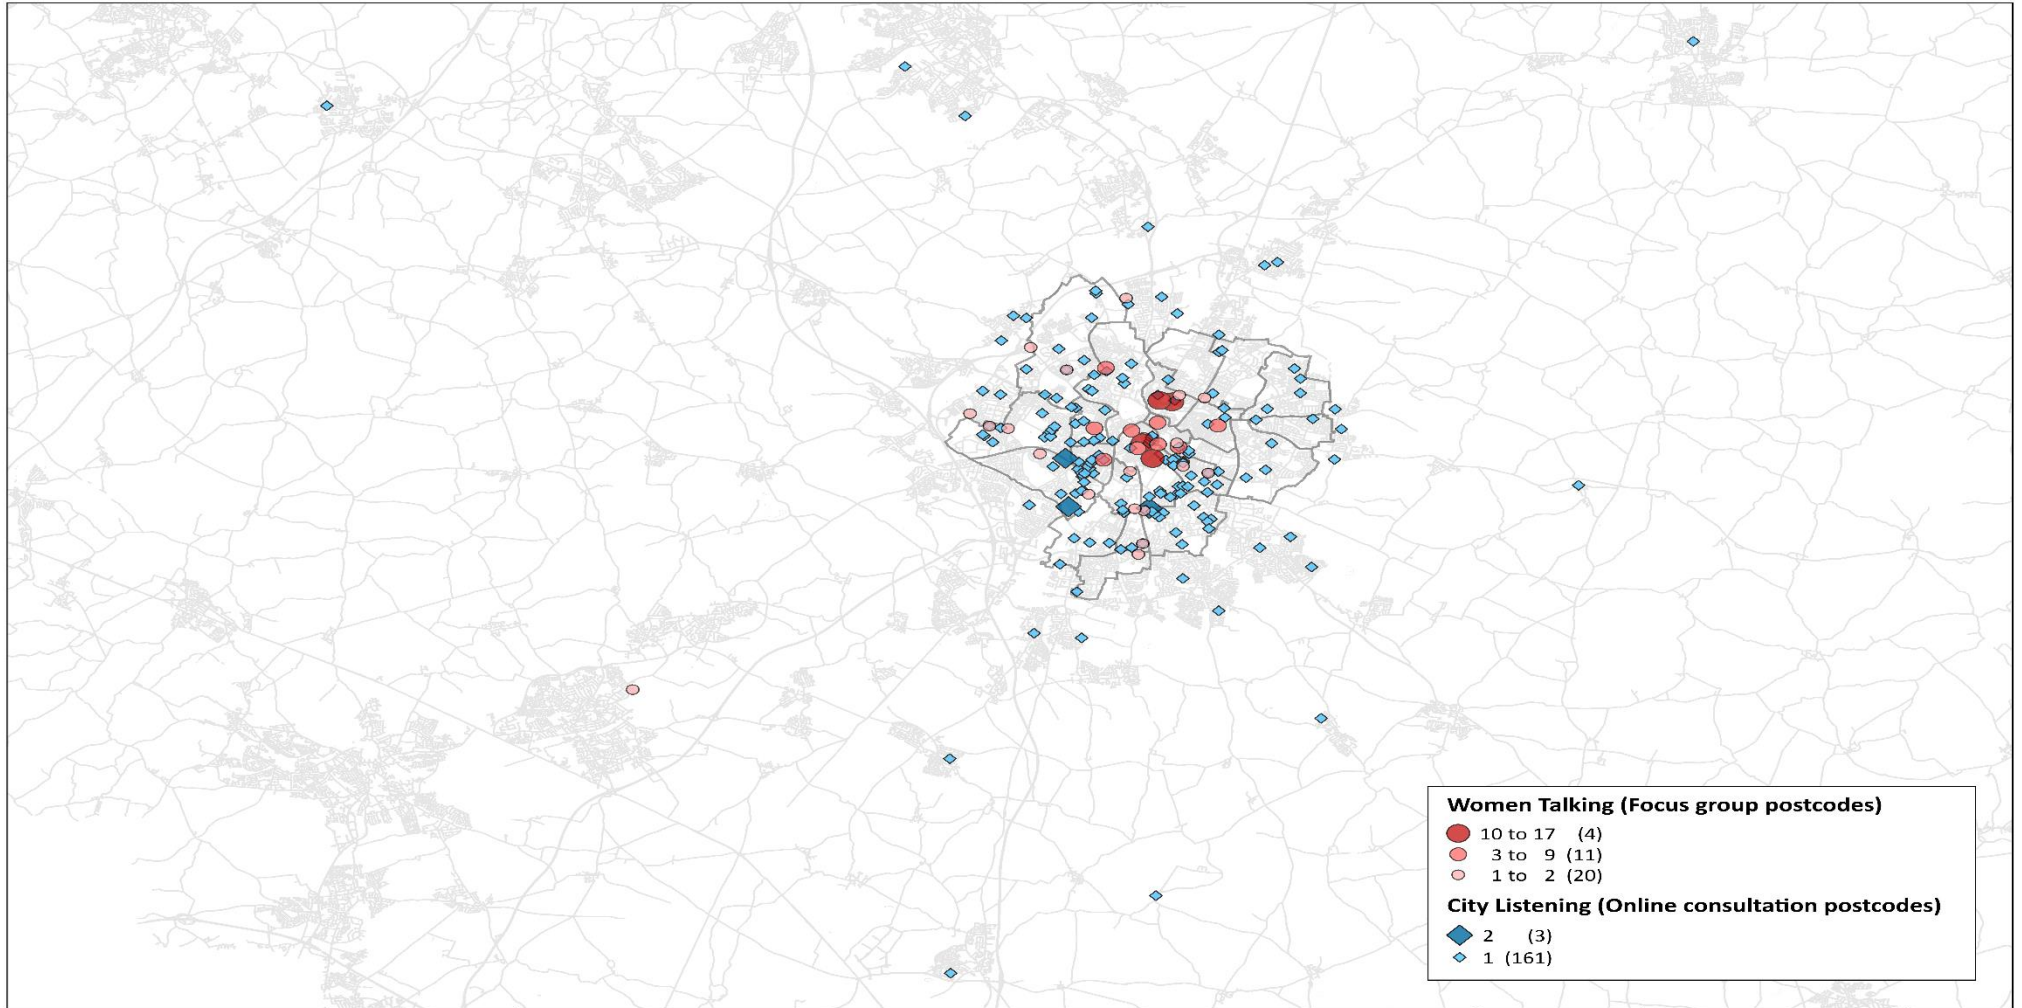 Women Talking (Focus group postcodes)
10 to 17 (4)
3 to 9 (11)
1 to 2 (20)
City Listening (Online consultation postcodes)
2 (3)
1 (161)